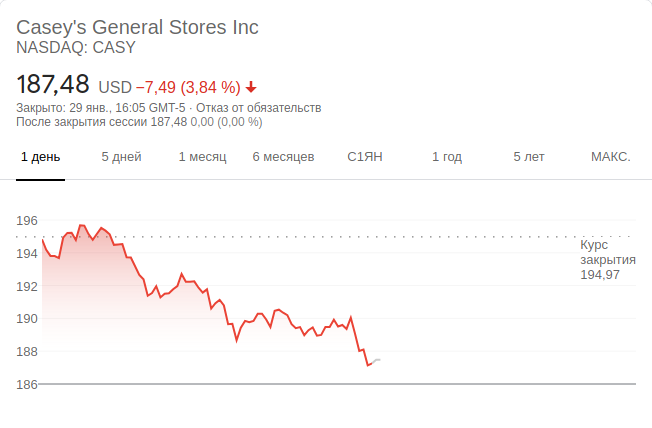 Casey's General Stores Inc
NASDAQ: CASY
187,48 USD −7,49 (3,84 %)
Закрыто: 29 янв., 16:05 GMT-5 · Отказ от обязательств
После закрытия сессии 187,48 0,00 (0,00 %)
1 день 5 дней 1 месяц 6 месяцев С1ЯН 1 год 5 лет МАКС.
196
194
192
190
188
186
Курс
закрытия
194,97